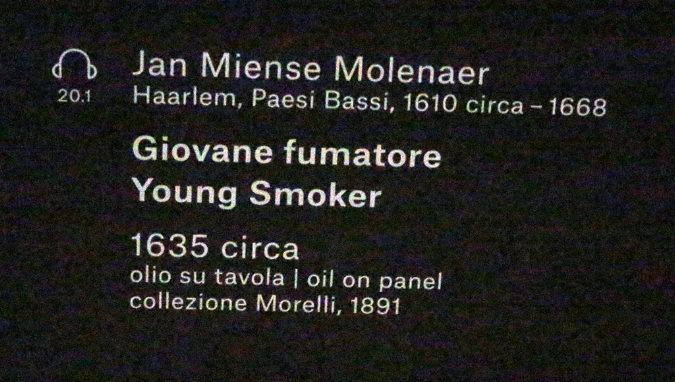 Jan Miense Molenaer
20.1
Haarlem, Paesi Bassi, 1610 circa – 1668
Giovane fumatore
Young Smoker
1635 circa
olio su tavola | oil on panel
collezione Morelli, 1891